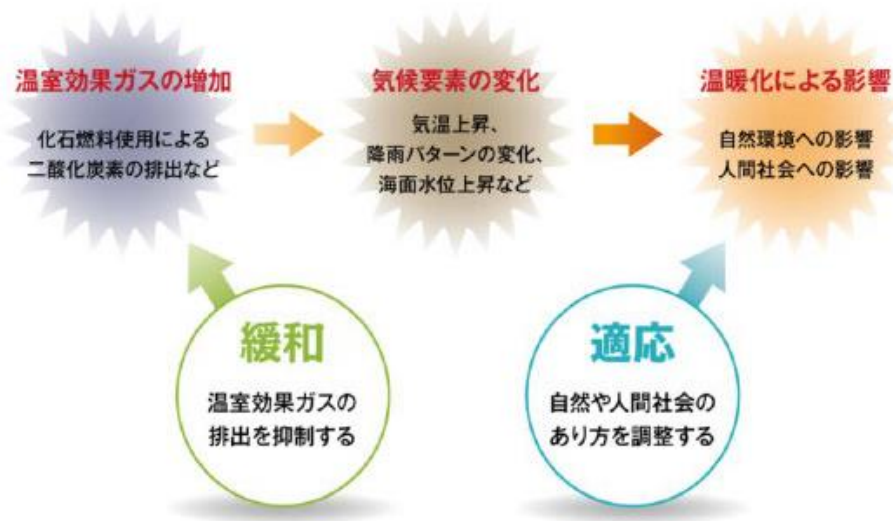 温室効果ガスの増加
化石燃料使用による
二酸化炭素の排出など
気候要素の変化
気温上昇、
降雨パターンの変化、
海面水位上昇など
温暖化による影響
自然環境への影響
人間社会への影響
緩和
温室効果ガスの
排出を抑制する
適応
自然や人間社会の
あり方を調整する